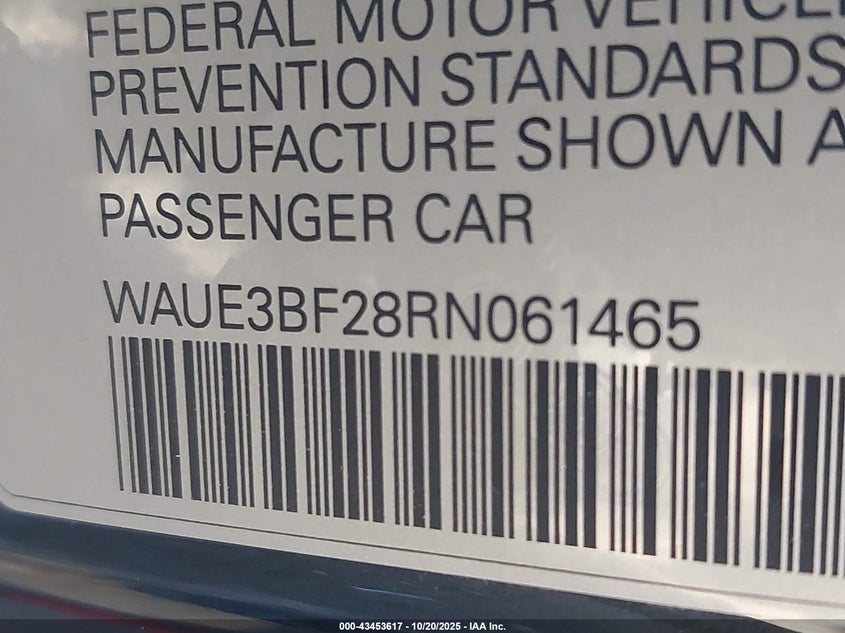 FEDERAL MOTOR VEHICLE
PREVENTION STANDARDS
MANUFACTURE SHOWN A
PASSENGER CAR
WAUE3BF28RN061465
000-43453617 - 10/20/2025 - IAA Inc.